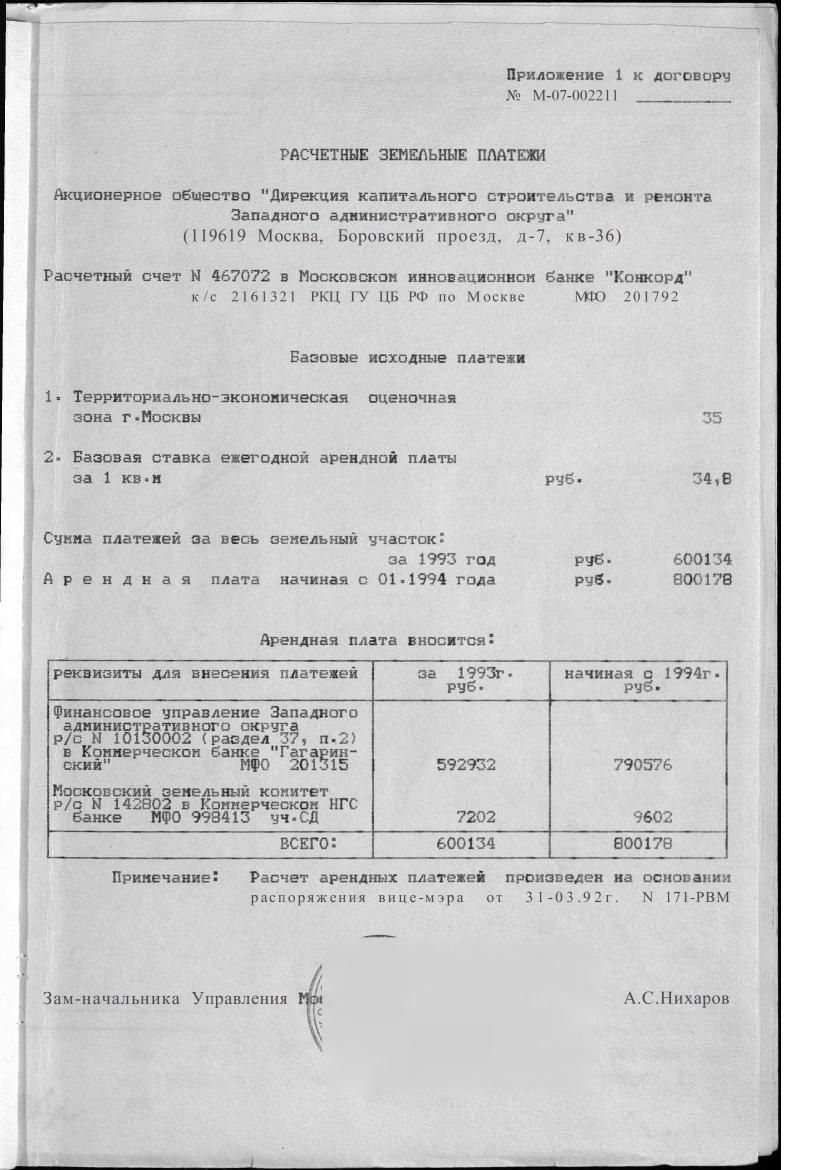 Приложение 1 к договору
№ М-07-002211 ________
РАСЧЕТНЫЕ ЗЕМЕЛЬНЫЕ ПЛАТЕЖИ
Акционерное общество "Дирекция капитального строительства и ремонта
Западного административного округа"
(119619 Москва, Боровский проезд, д-7, кв-36)
Расчетный счет N 467072 в Московском инновационном банке "Конкорд"
к/с 2161321 РКЦ ГУ ЦБ РФ по Москве МФО 201792
Базовые исходные платежи
1. Территориально-экономическая оценочная
зона г.Москвы 35
2. Базовая ставка ежегодной арендной платы
за 1 кв.м руб. 34,8
Сумма платежей за весь земельный участок:
за 1993 год руб. 600134
А р е н д н а я плата начиная с 01.1994 года руб. 800178
Арендная плата вносится:
реквизиты для внесения платежей за 1993г. начиная с 1994г.
руб. руб.
Финансовое управление Западного
административного округа
р/с N 10130002 (раздел 37, п.2)
в Коммерческом банке "Гагарин-
ский" МФО 201315 592932 790576
Московский земельный комитет
р/с N 142802 в Коммерческом НГС
банке МФО 998413 уч.СД 7202 9602
ВСЕГО: 600134 800178
Примечание: Расчет арендных платежей произведен на основании
распоряжения вице-мэра от 31-03.92г. N 171-РВМ
Зам-начальника Управления А.С.Нихаров